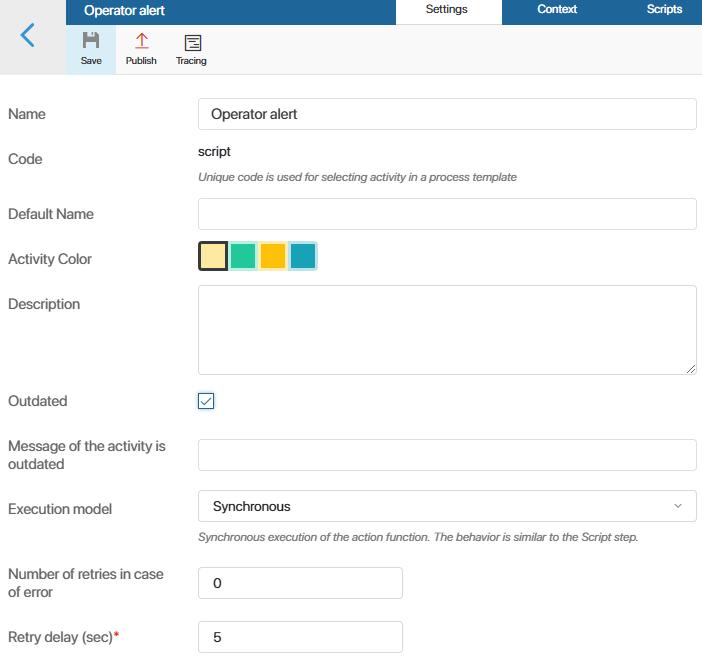 Operator alert
Settings
Context
Scripts
Save
Publish
Tracing
Name
Operator alert
Code
script
Unique code is used for selecting activity in a process template
Default Name
Activity Color
Description
Outdated
Message of the activity is
outdated
Execution model
Synchronous
Synchronous execution of the action function. The behavior is similar to the Script step.
Number of retries in case
of error
0
Retry delay (sec)*
5